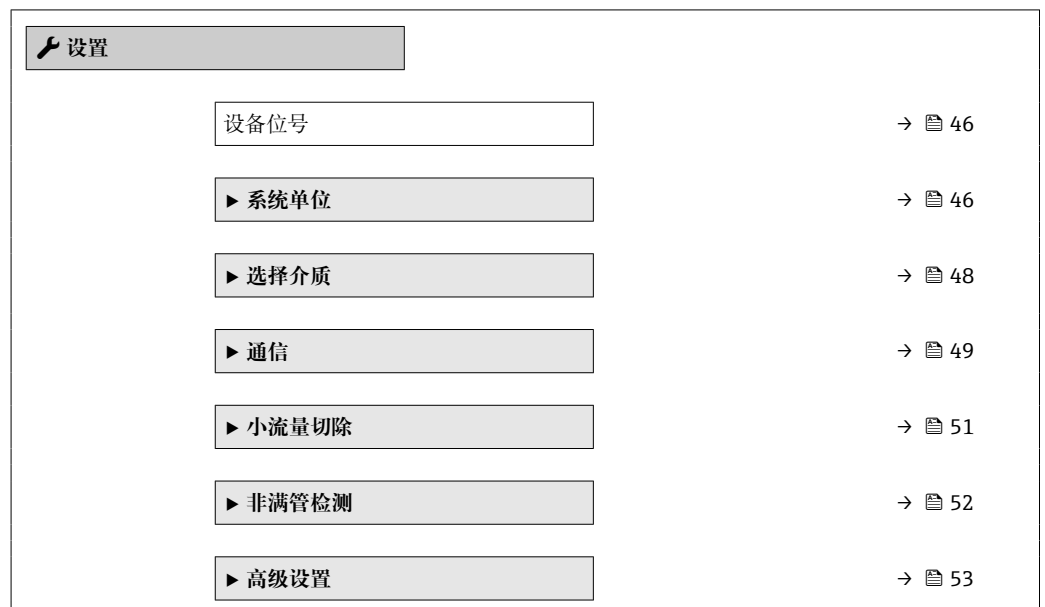 设置
设备位号 → 46
▶ 系统单位 → 46
▶ 选择介质 → 48
▶ 通信 → 49
▶ 小流量切除 → 51
▶ 非满管检测 → 52
▶ 高级设置 → 53